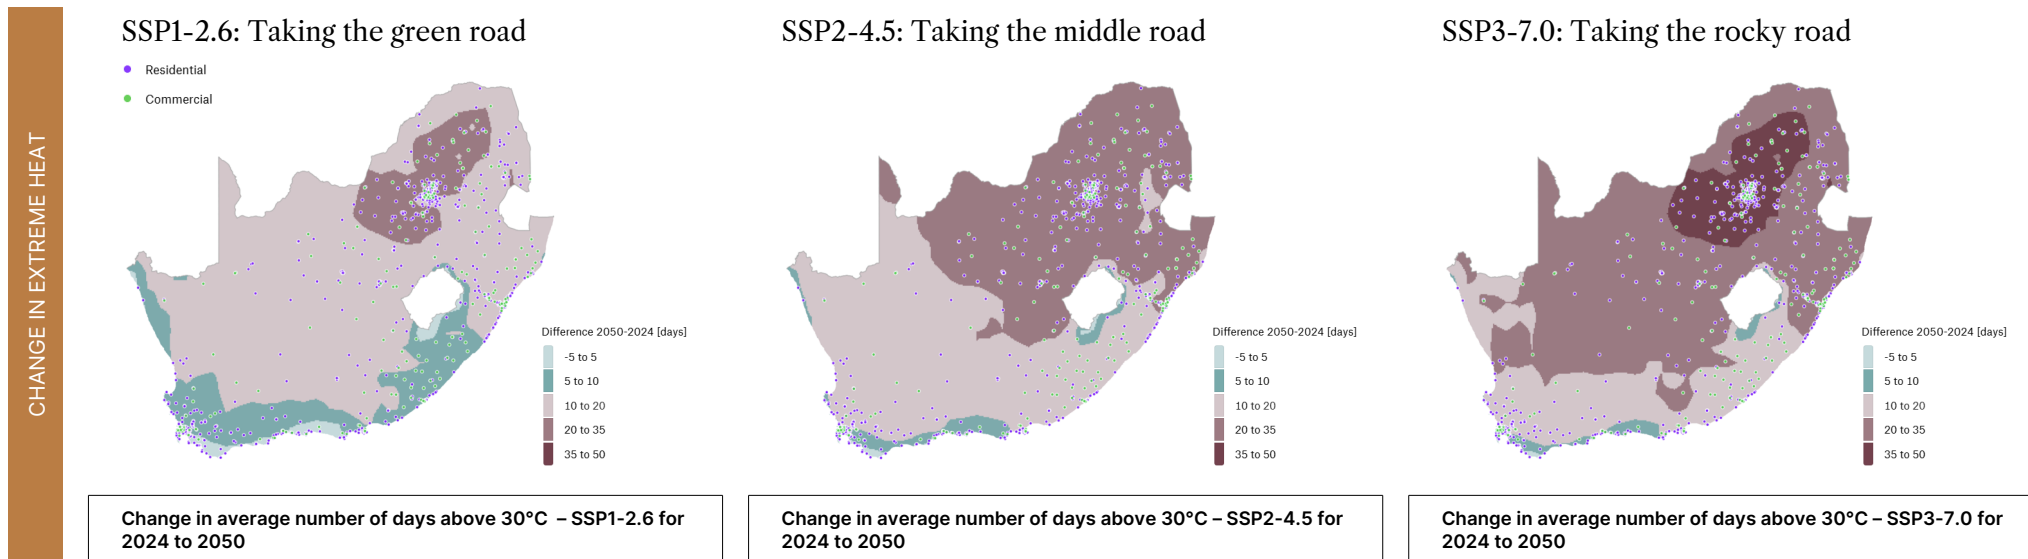 CHANGE IN EXTREME HEAT
SSP1-2.6: Taking the green road
Residential
Commercial
Difference 2050-2024 [days]
-5 to 5
5 to 10
10 to 20
20 to 35
35 to 50
Change in average number of days above 30°C – SSP1-2.6 for
2024 to 2050
SSP2-4.5: Taking the middle road
Difference 2050-2024 [days]
-5 to 5
5 to 10
10 to 20
20 to 35
35 to 50
Change in average number of days above 30°C – SSP2-4.5 for
2024 to 2050
SSP3-7.0: Taking the rocky road
Difference 2050-2024 [days]
-5 to 5
5 to 10
10 to 20
20 to 35
35 to 50
Change in average number of days above 30°C – SSP3-7.0 for
2024 to 2050